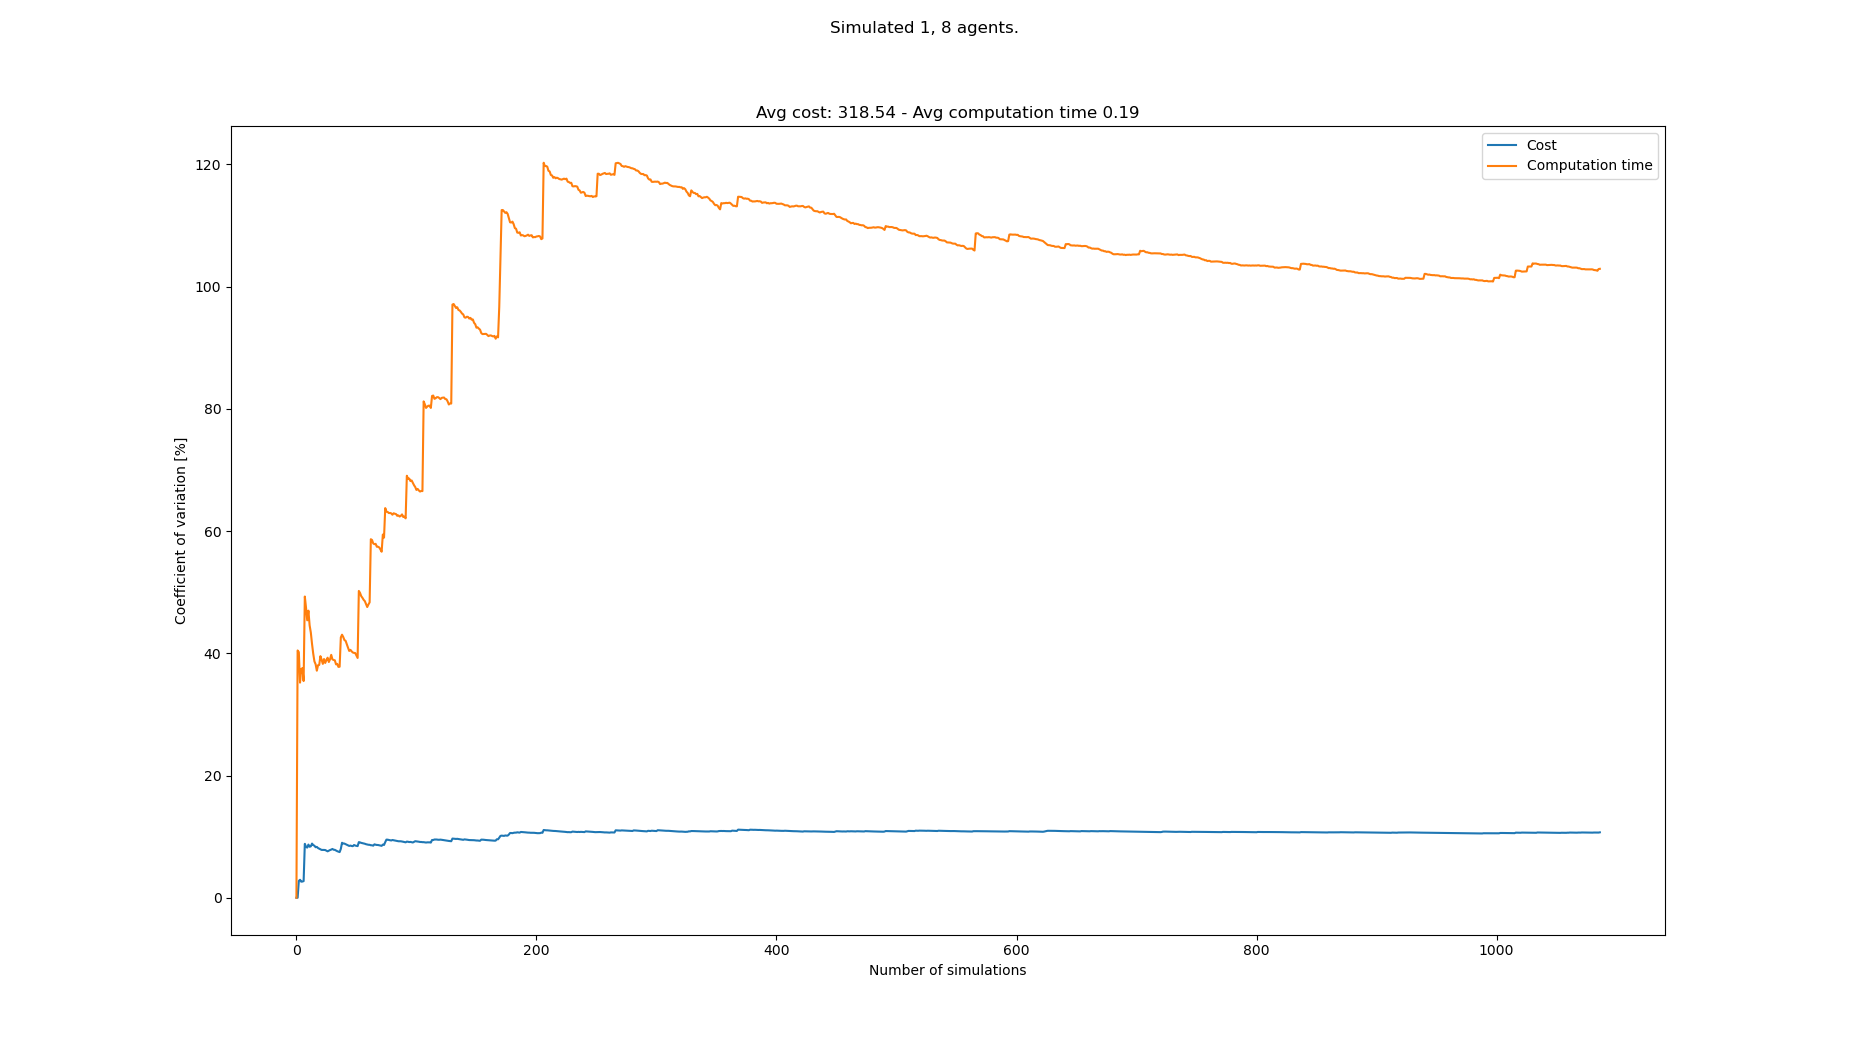 Simulated 1, 8 agents.
Avg cost: 318.54 - Avg computation time 0.19
Cost
Computation time
120
100
80
60
40
20
0
Coefficient of variation [%]
0 200 400 600 800 1000
Number of simulations